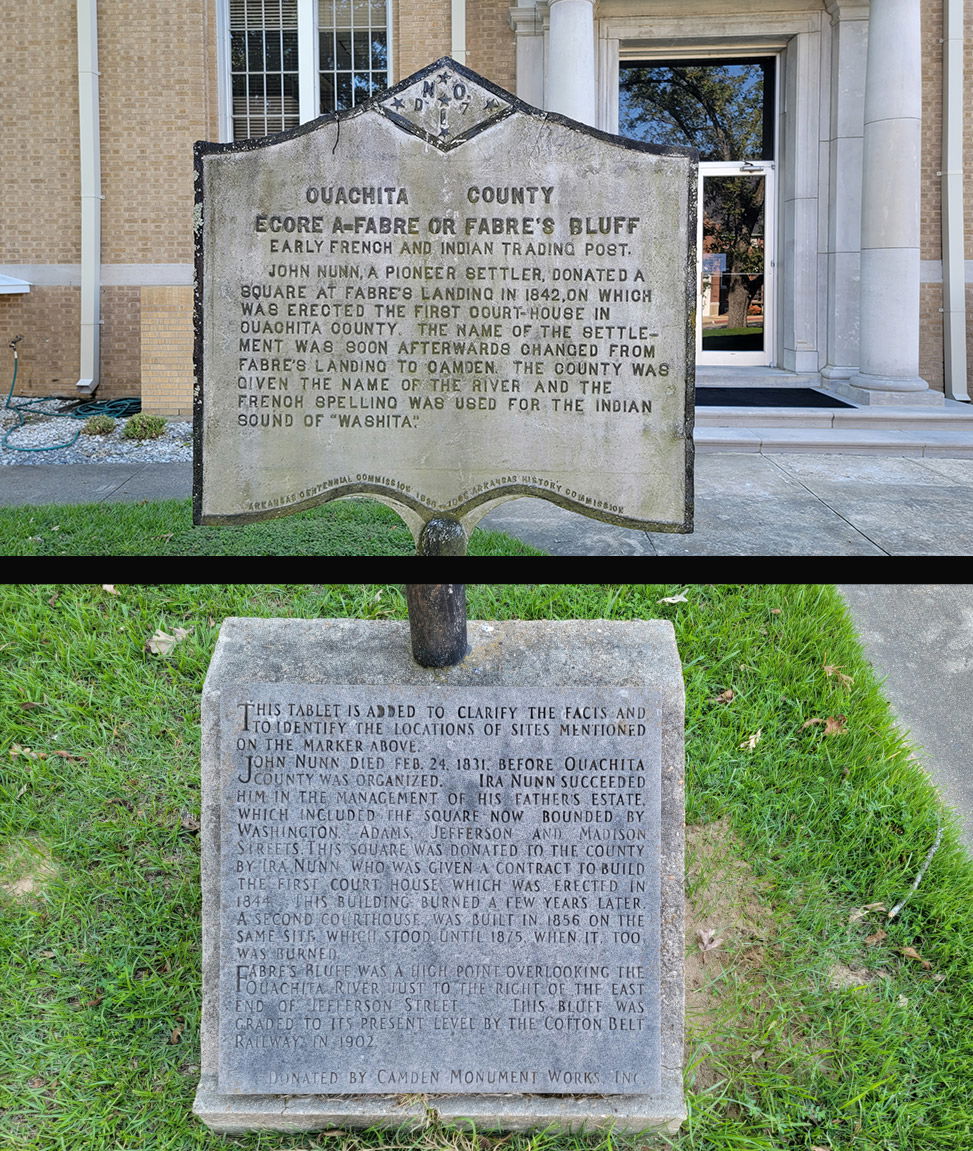 NO
D 7
1
OUACHITA COUNTY
ECORE A-FABRE OR FABRE'S BLUFF
EARLY FRENCH AND INDIAN TRADING POST.
JOHN NUNN, A PIONEER SETTLER, DONATED A
SQUARE AT FABRE'S LANDING IN 1842, ON WHICH
WAS ERECTED THE FIRST COURT-HOUSE IN
OUACHITA COUNTY. THE NAME OF THE SETTLE-
MENT WAS SOON AFTERWARDS CHANGED FROM
FABRE'S LANDING TO CAMDEN. THE COUNTY WAS
GIVEN THE NAME OF THE RIVER AND THE
FRENCH SPELLING WAS USED FOR THE INDIAN
SOUND OF "WASHITA".
ARKANSAS CENTENNIAL COMMISSION ARKANSAS HISTORY COMMISSION
THIS TABLET IS ADDED TO CLARIFY THE FACTS AND
TO IDENTIFY THE LOCATIONS OF SITES MENTIONED
ON THE MARKER ABOVE.
JOHN NUNN DIED FEB. 24, 1831, BEFORE OUACHITA
COUNTY WAS ORGANIZED. IRA NUNN SUCCEEDED
HIM IN THE MANAGEMENT OF HIS FATHER'S ESTATE,
WHICH INCLUDED THE SQUARE NOW BOUNDED BY
WASHINGTON, ADAMS, JEFFERSON AND MADISON
STREETS. THIS SQUARE WAS DONATED TO THE COUNTY
BY IRA NUNN, WHO WAS GIVEN A CONTRACT TO BUILD
THE FIRST COURT HOUSE, WHICH WAS ERECTED IN
1844. THIS BUILDING BURNED A FEW YEARS LATER.
A SECOND COURTHOUSE, WAS BUILT IN 1856 ON THE
SAME SITE, WHICH STOOD UNTIL 1875, WHEN IT, TOO,
WAS BURNED.
FABRE'S BLUFF WAS A HIGH POINT OVERLOOKING THE
OUACHITA RIVER JUST TO THE RIGHT OF THE EAST
END OF JEFFERSON STREET. THIS BLUFF WAS
GRADED TO ITS PRESENT LEVEL BY THE COTTON BELT
RAILWAY, IN 1902.
DONATED BY CAMDEN MONUMENT WORKS, INC.